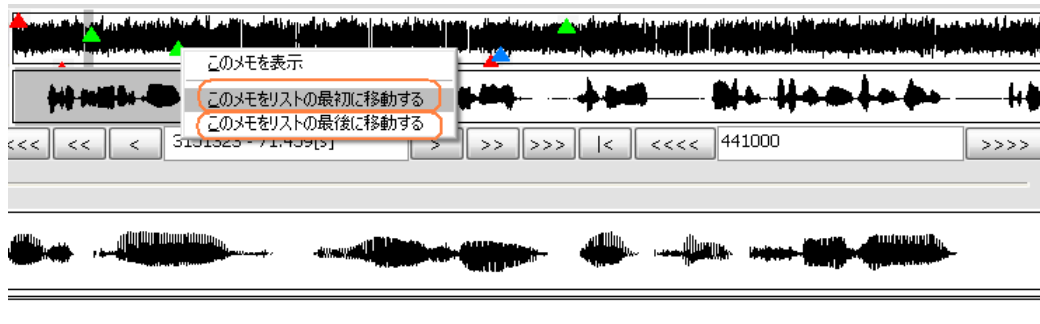 このメモを表示
このメモをリストの最初に移動する
このメモをリストの最後に移動する
<<< << < > >> >>> |< <<<< 441000 >>>>